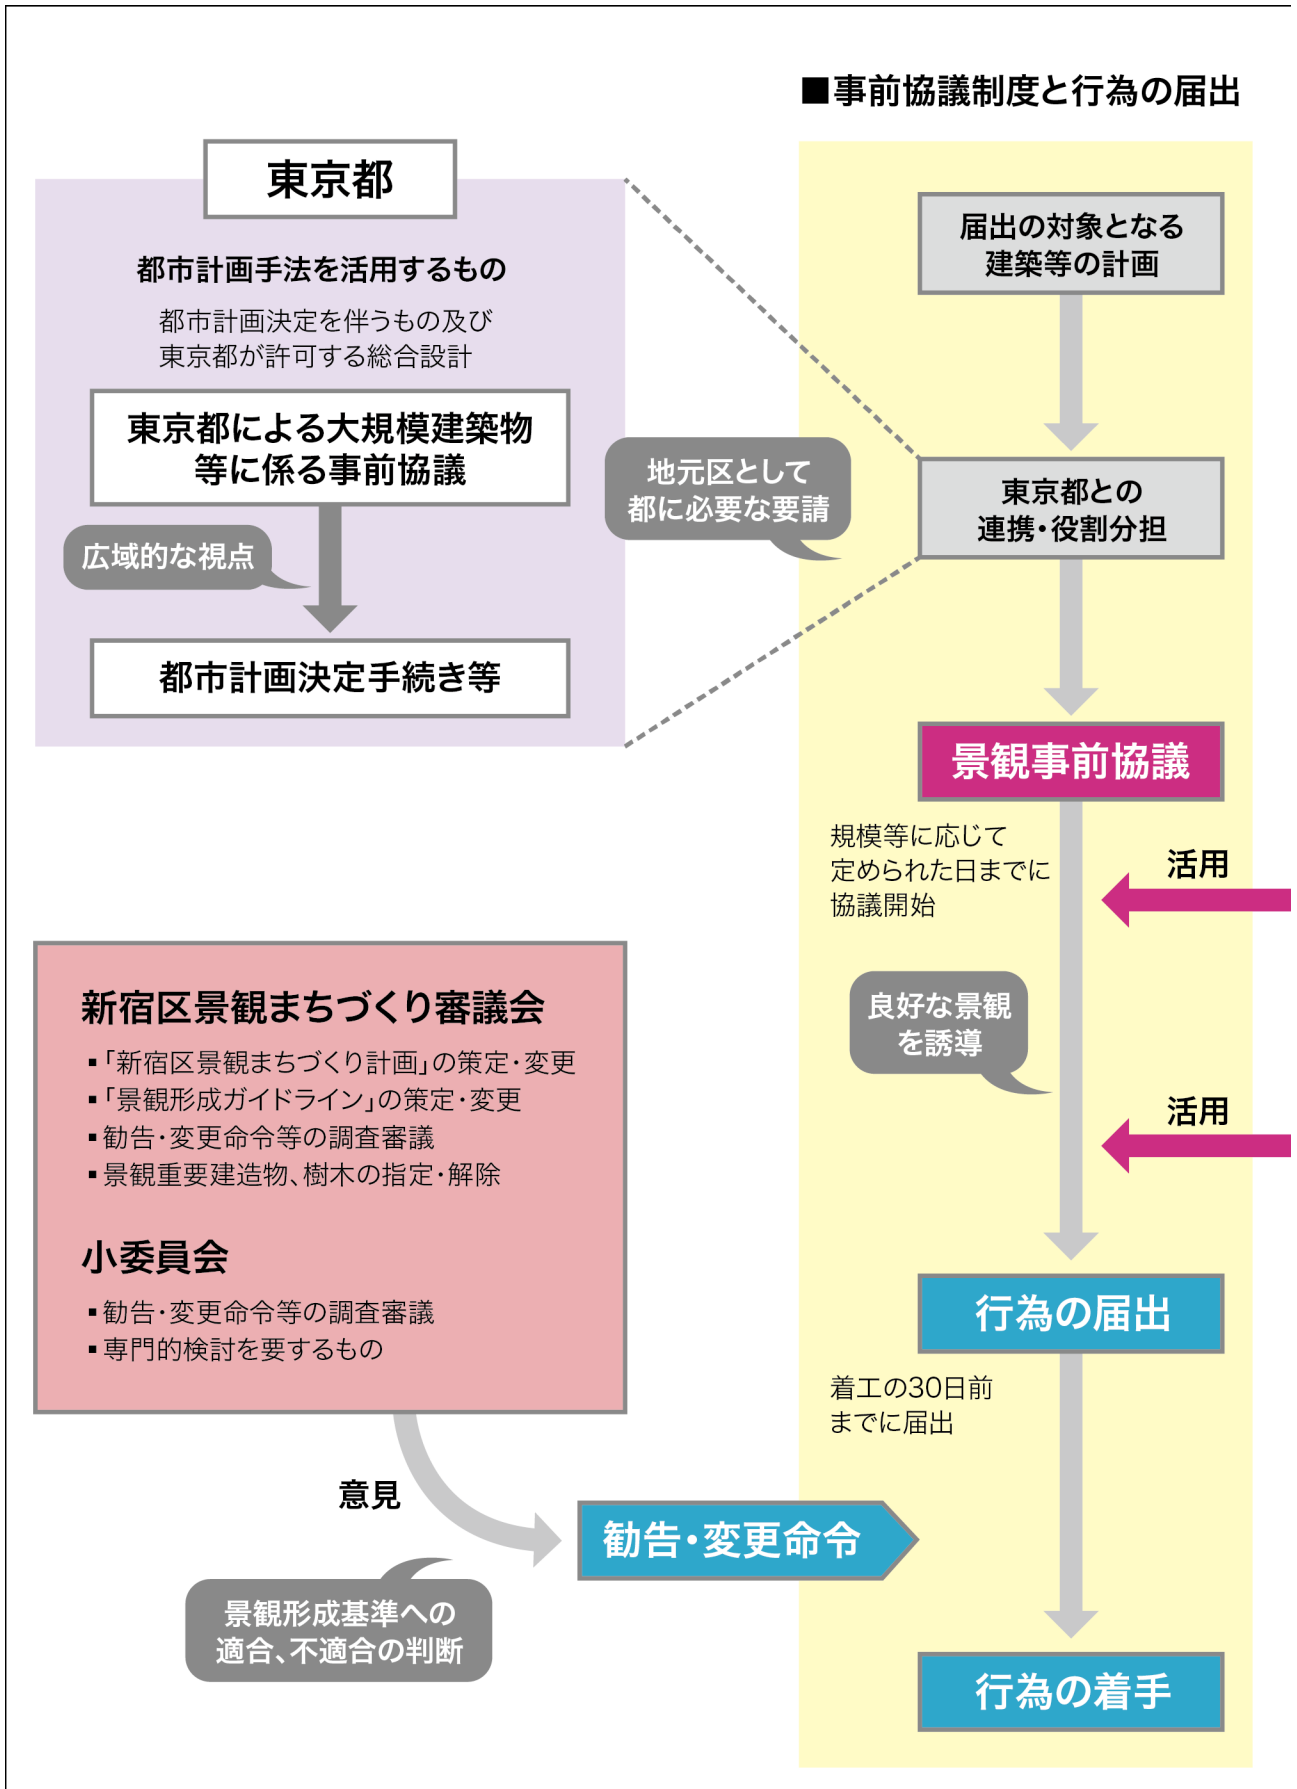 ■事前協議制度と行為の届出
東京都
都市計画手法を活用するもの
都市計画決定を伴うもの及び
東京都が許可する総合設計
東京都による大規模建築物
等に係る事前協議
広域的な視点
都市計画決定手続き等
地元区として
都に必要な要請
届出の対象となる
建築等の計画
東京都との
連携・役割分担
景観事前協議
規模等に応じて
定められた日までに
協議開始
活用
良好な景観
を誘導
活用
行為の届出
着工の30日前
までに届出
新宿区景観まちづくり審議会
▪「新宿区景観まちづくり計画」の策定・変更
▪「景観形成ガイドライン」の策定・変更
▪勧告・変更命令等の調査審議
▪景観重要建造物、樹木の指定・解除
小委員会
▪勧告・変更命令等の調査審議
▪専門的検討を要するもの
意見
勧告・変更命令
景観形成基準への
適合、不適合の判断
行為の着手